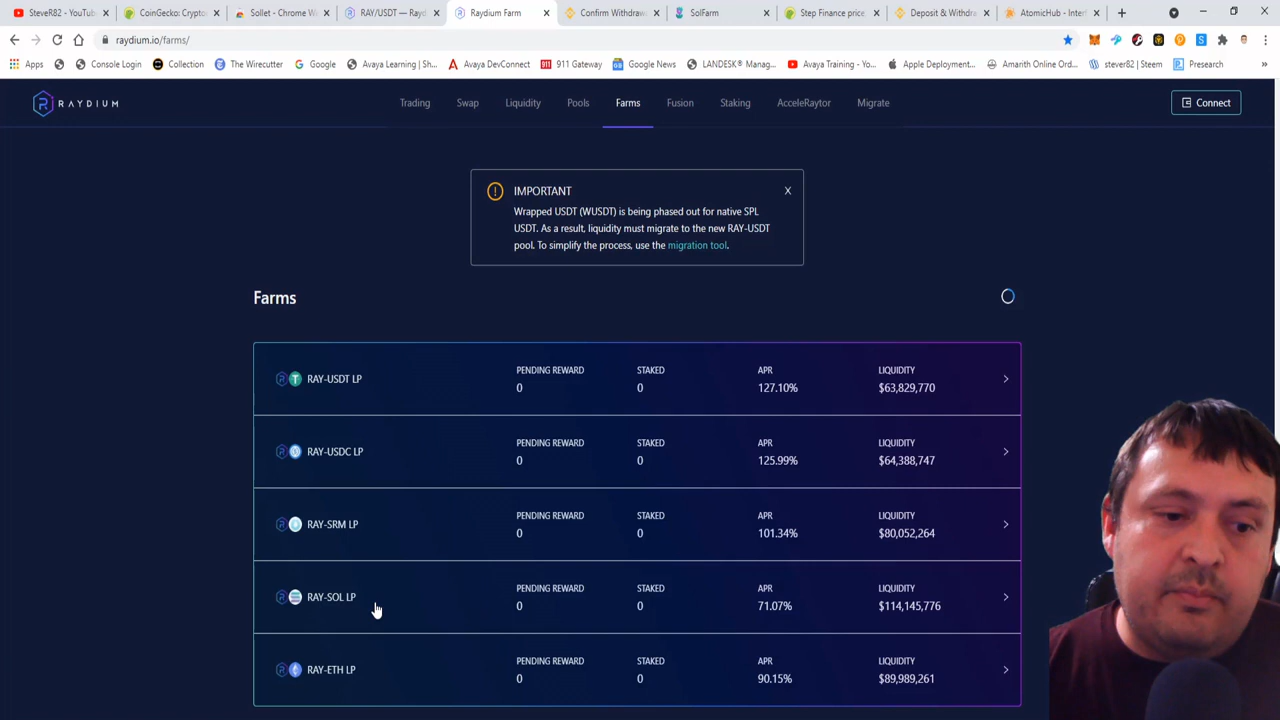 SteveR82 - YouTube
CoinGecko: Crypto
Sollet - Chrome W
RAY/USDT — Rayd
Raydium Farm
Confirm Withdraw
SolFarm
Step Finance price
Deposit & Withdra
AtomicHub - Inter
raydium.io/farms/
Apps
Console Login
Collection
The Wirecutter
Google
Avaya Learning | Sh...
Avaya DevConnect
911 Gateway
Google News
LANDESK® Manag...
Avaya Training - Yo...
Apple Deployment...
Amarith Online Ord...
stever82 | Steem
Presearch
RAYDIUM
Trading
Swap
Liquidity
Pools
Farms
Fusion
Staking
AcceleRaytor
Migrate
Connect
IMPORTANT
X
Wrapped USDT (WUSDT) is being phased out for native SPL
USDT. As a result, liquidity must migrate to the new RAY-USDT
pool. To simplify the process, use the migration tool.
Farms
RAY-USDT LP
PENDING REWARD
0
STAKED
0
APR
127.10%
LIQUIDITY
$63,829,770
RAY-USDC LP
PENDING REWARD
0
STAKED
0
APR
125.99%
LIQUIDITY
$64,388,747
RAY-SRM LP
PENDING REWARD
0
STAKED
0
APR
101.34%
LIQUIDITY
$80,052,264
RAY-SOL LP
PENDING REWARD
0
STAKED
0
APR
71.07%
LIQUIDITY
$114,145,776
RAY-ETH LP
PENDING REWARD
0
STAKED
0
APR
90.15%
LIQUIDITY
$89,989,261